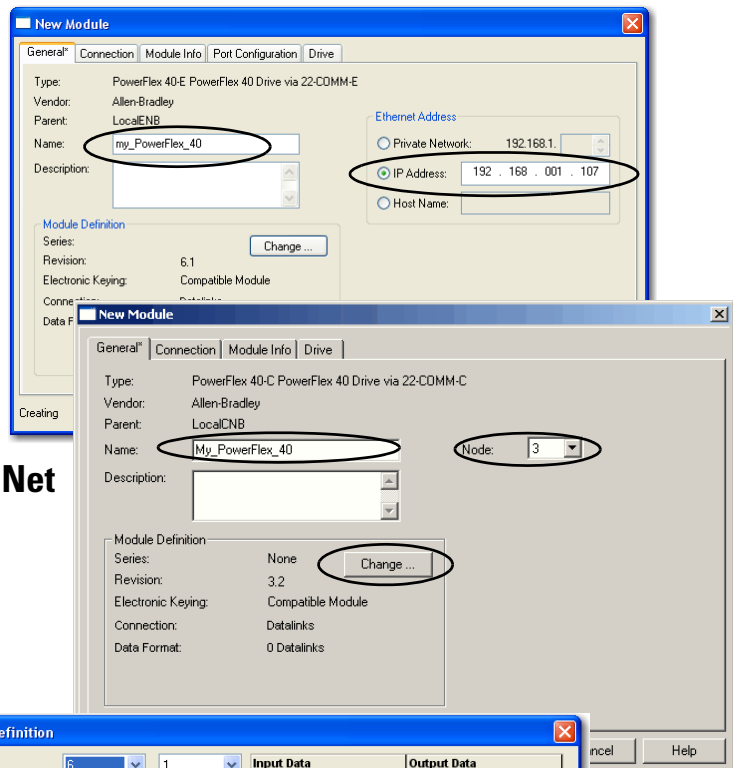 New Module
General* Connection Module Info Port Configuration Drive
Type: PowerFlex 40-E PowerFlex 40 Drive via 22-COMM-E
Vendor: Allen-Bradley
Parent: LocalENB
Name: my_PowerFlex_40
Description:
Ethernet Address
Private Network: 192.168.1.
IP Address: 192 . 168 . 001 . 107
Host Name:
Module Definition
Series: Change ...
Revision: 6.1
Electronic Keying: Compatible Module
Creating
New Module
General* Connection Module Info Drive
Type: PowerFlex 40-C PowerFlex 40 Drive via 22-COMM-C
Vendor: Allen-Bradley
Parent: LocalCNB
Name: My_PowerFlex_40 Node: 3
Description:
Module Definition
Series: None Change ...
Revision: 3.2
Electronic Keying: Compatible Module
Connection: Datalinks
Data Format: 0 Datalinks
Net
Help
efinition
6 1 Input Data Output Data